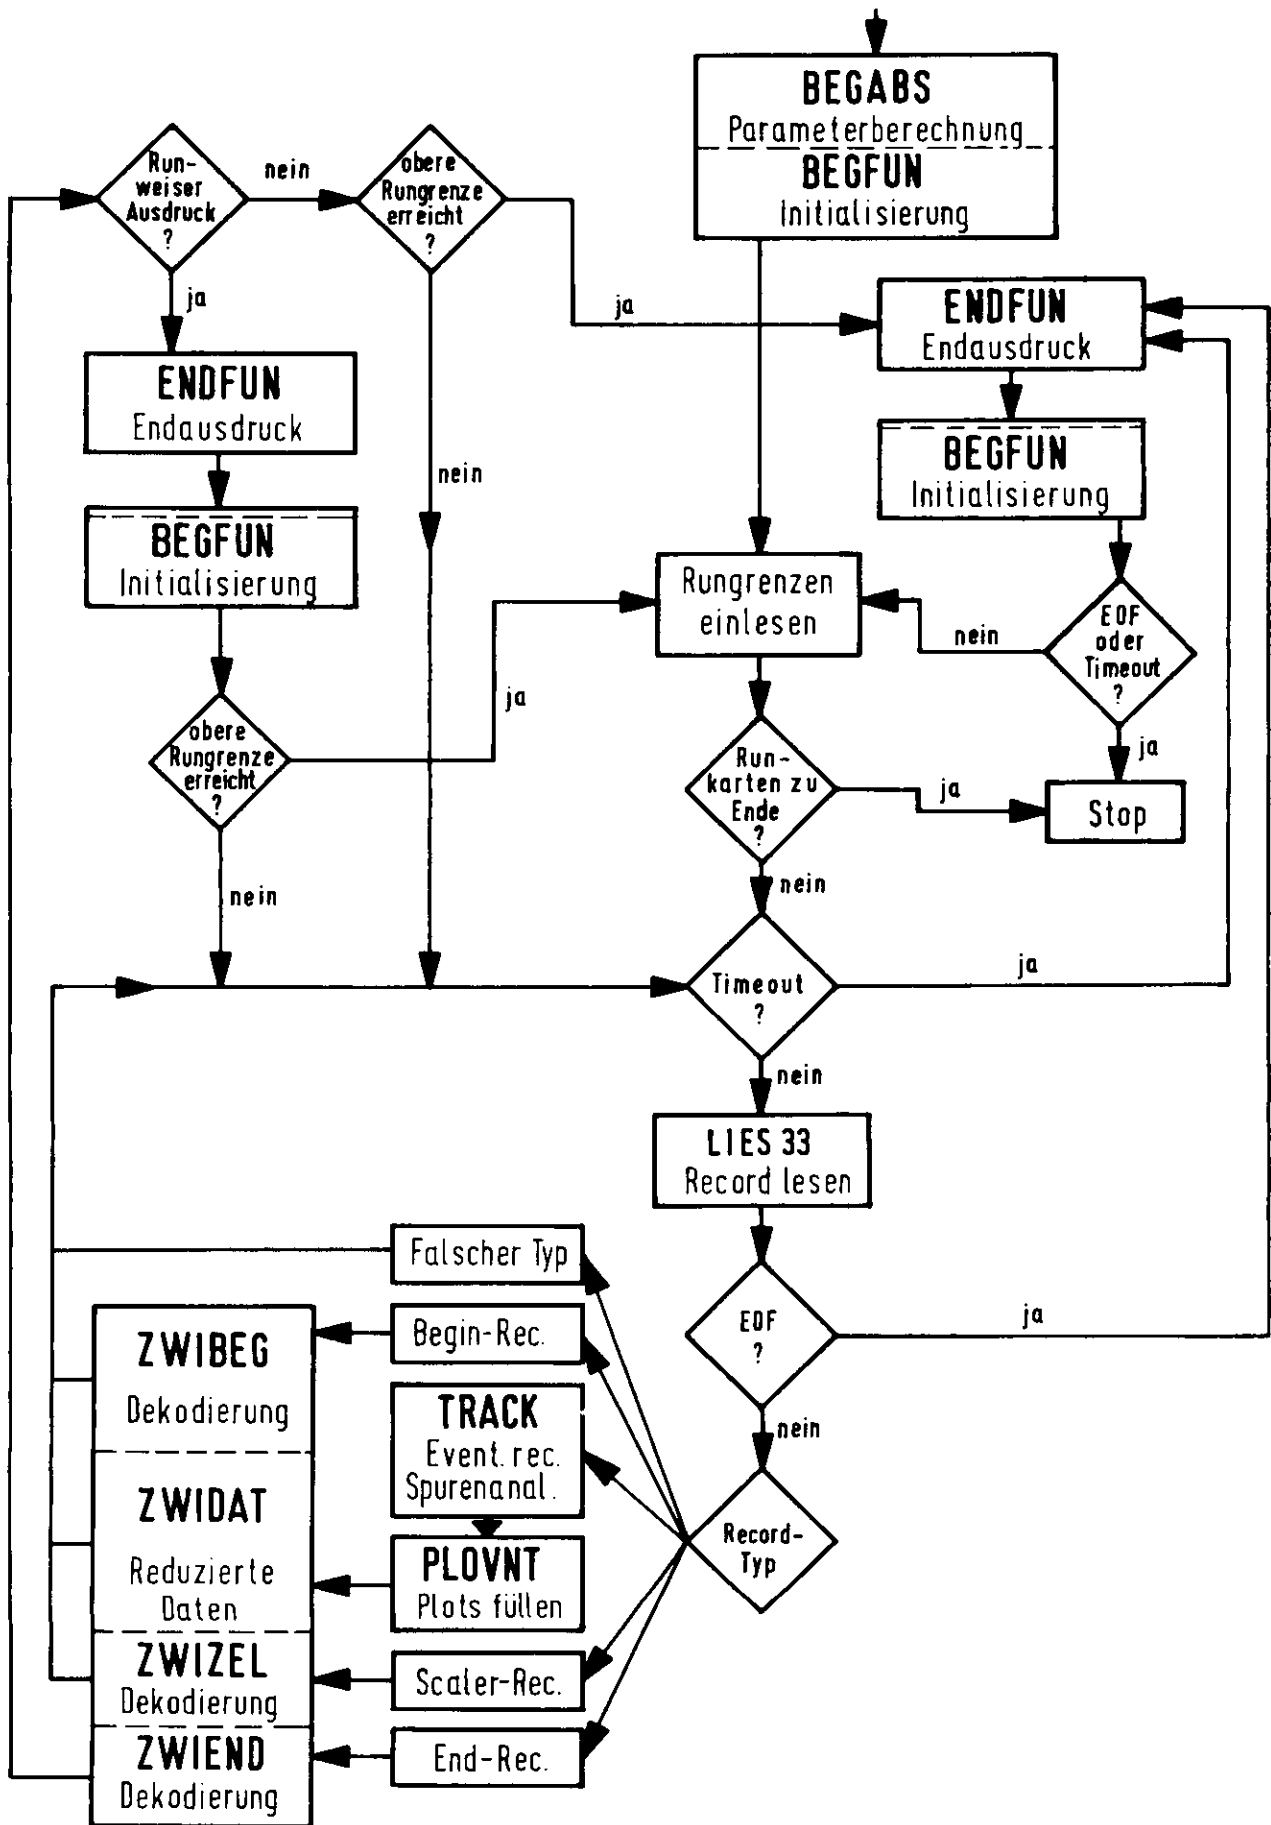 BEGABS
Parameterberechnung
BEGFUN
Initialisierung
Run-
weiser
Ausdruck
?
nein
ja
obere
Rungrenze
erreicht
?
ja
nein
ENDFUN
Endausdruck
BEGFUN
Initialisierung
obere
Rungrenze
erreicht
?
ja
nein
ENDFUN
Endausdruck
BEGFUN
Initialisierung
EOF
oder
Timeout
?
nein
ja
Stop
Rungrenzen
einlesen
Run-
karten zu
Ende
?
ja
nein
Timeout
?
ja
nein
LIES 33
Record lesen
EOF
?
ja
nein
Record-
Typ
Falscher Typ
Begin-Rec.
TRACK
Event. rec.
Spurenanal.
PLOVNT
Plots füllen
Scaler-Rec.
End-Rec.
ZWIBEG
Dekodierung
ZWIDAT
Reduzierte
Daten
ZWIZEL
Dekodierung
ZWIEND
Dekodierung